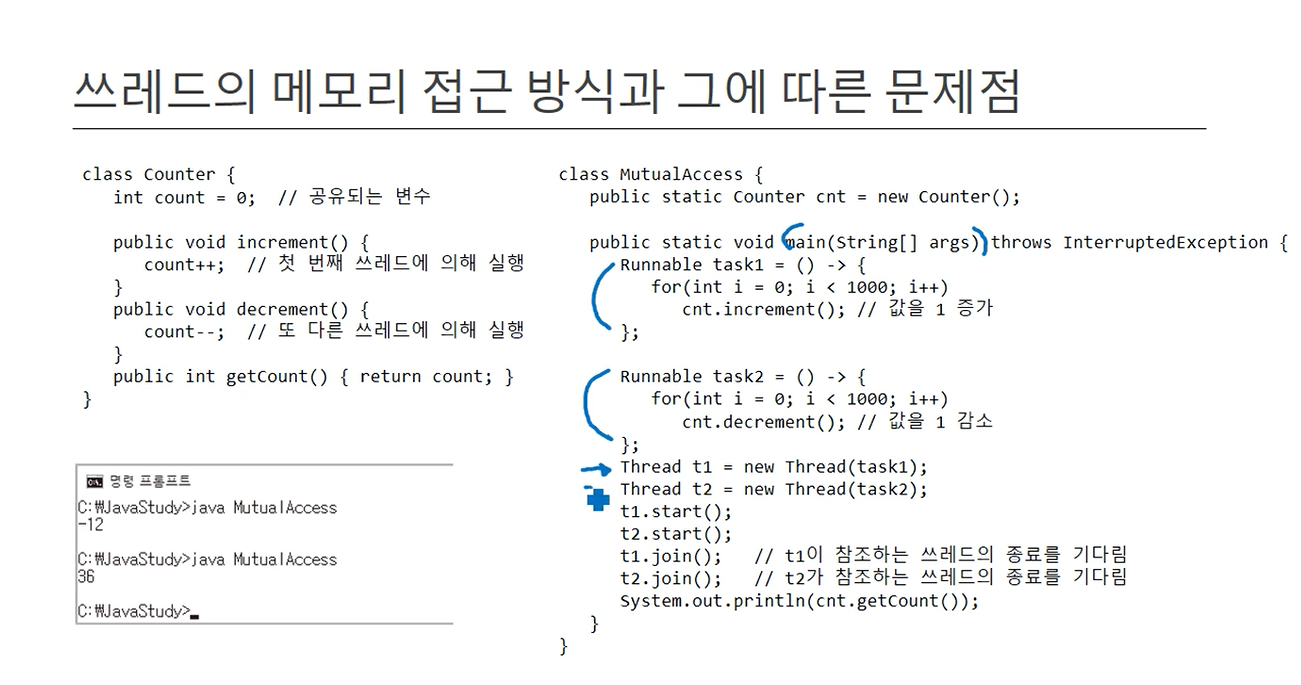 쓰레드의 메모리 접근 방식과 그에 따른 문제점
class Counter {
int count = 0;  // 공유되는 변수
public void increment() {
count++;  // 첫 번째 쓰레드에 의해 실행
}
public void decrement() {
count--;  // 또 다른 쓰레드에 의해 실행
}
public int getCount() { return count; }
}
명령 프롬프트
C:₩JavaStudy>java MutualAccess
-12
C:₩JavaStudy>java MutualAccess
36
C:₩JavaStudy>
class MutualAccess {
public static Counter cnt = new Counter();
public static void main(String[] args) throws InterruptedException {
Runnable task1 = () -> {
for(int i = 0; i < 1000; i++)
cnt.increment(); // 값을 1 증가
};
Runnable task2 = () -> {
for(int i = 0; i < 1000; i++)
cnt.decrement(); // 값을 1 감소
};
Thread t1 = new Thread(task1);
Thread t2 = new Thread(task2);
t1.start();
t2.start();
t1.join();   // t1이 참조하는 쓰레드의 종료를 기다림
t2.join();   // t2가 참조하는 쓰레드의 종료를 기다림
System.out.println(cnt.getCount());
}
}